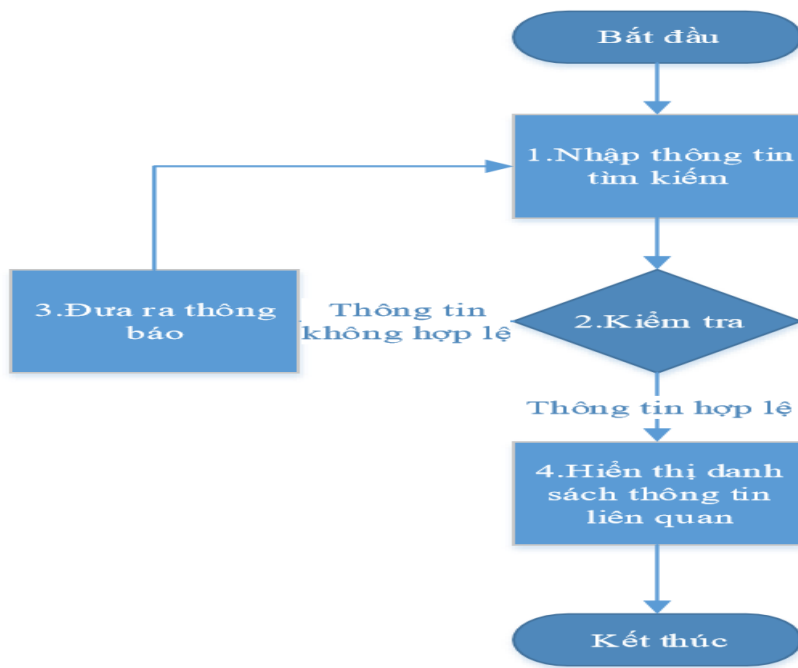 Bắt đầu
1.Nhập thông tin
tìm kiếm
3.Đưa ra thông
báo
Thông tin
không hợp lệ
2.Kiểm tra
Thông tin hợp lệ
4.Hiển thị danh
sách thông tin
liên quan
Kết thúc